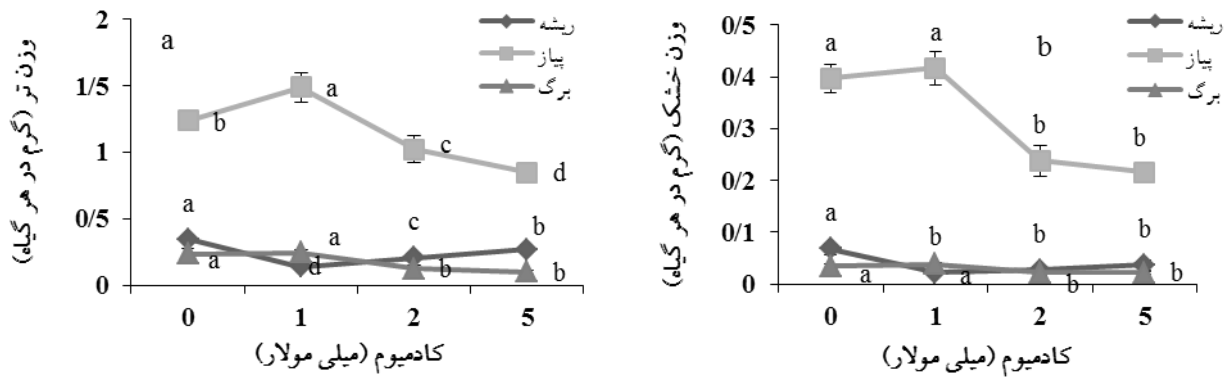 وزن تر (گرم در هر گیاه)
2
1/5
1
0/5
0
a
ریشه
پیاز
برگ
b
a
c
d
a
d
c
b
a
a
b
b
0
1
2
5
کادمیوم (میلی مولار)
وزن خشک (گرم در هر گیاه)
0/5
0/4
0/3
0/2
0/1
0
b
ریشه
پیاز
برگ
a
a
b
b
a
b
b
b
a
a
b
b
0
1
2
5
کادمیوم (میلی مولار)